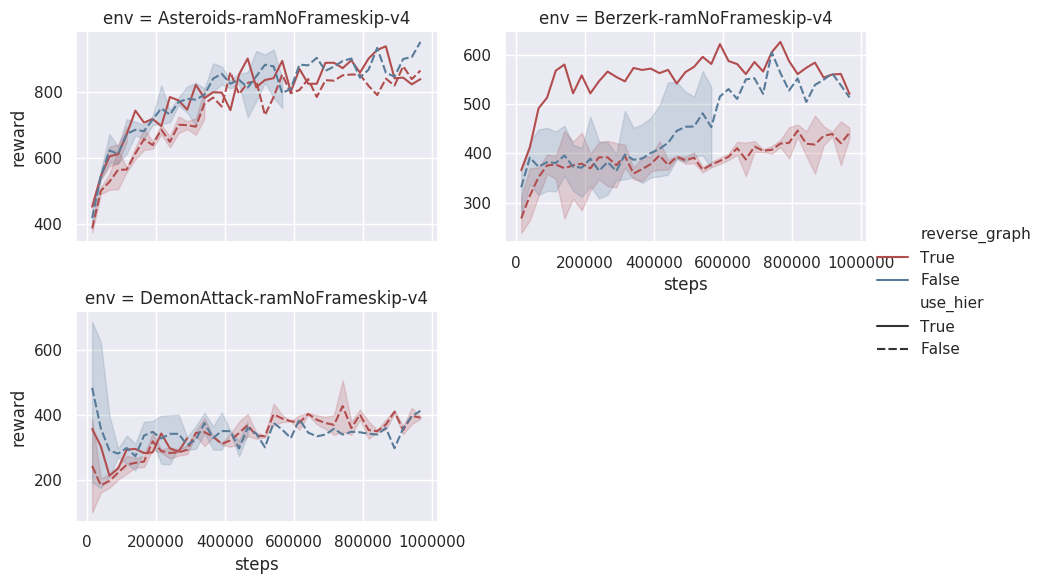 env = Asteroids-ramNoFrameskip-v4
reward
800
600
400
env = Berzerk-ramNoFrameskip-v4
600
500
400
300
0 200000 400000 600000 800000 1000000
steps
reverse_graph
True
False
use_hier
True
False
env = DemonAttack-ramNoFrameskip-v4
reward
600
400
200
0 200000 400000 600000 800000 1000000
steps